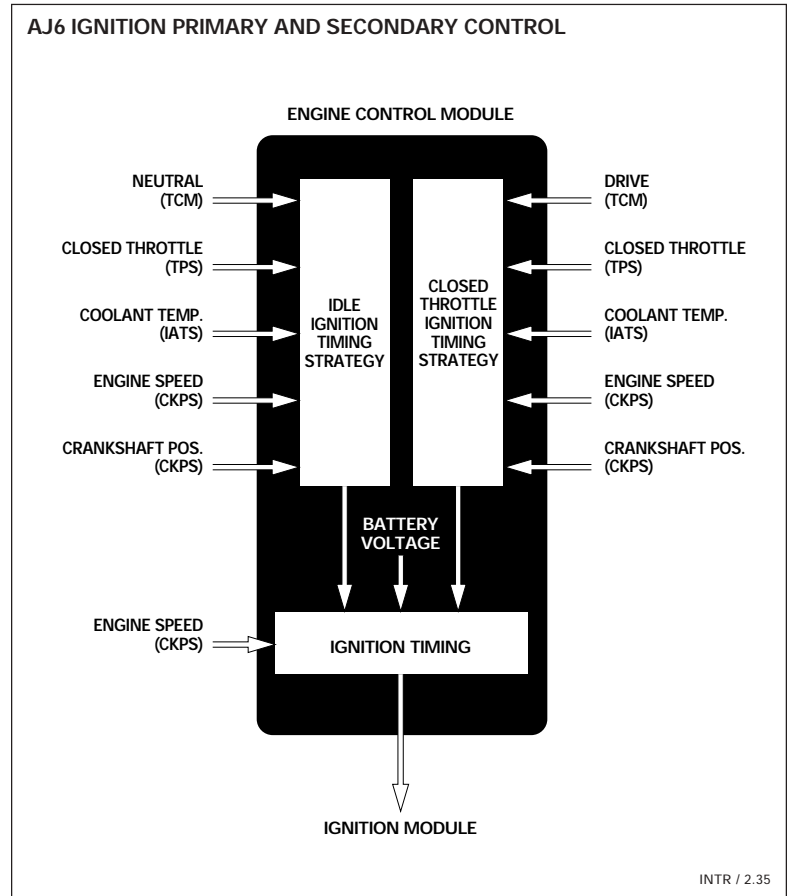 AJ6 IGNITION PRIMARY AND SECONDARY CONTROL
ENGINE CONTROL MODULE
NEUTRAL
(TCM)
CLOSED THROTTLE
(TPS)
COOLANT TEMP.
(IATS)
ENGINE SPEED
(CKPS)
CRANKSHAFT POS.
(CKPS)
IDLE
IGNITION
TIMING
STRATEGY
CLOSED
THROTTLE
IGNITION
TIMING
STRATEGY
DRIVE
(TCM)
CLOSED THROTTLE
(TPS)
COOLANT TEMP.
(IATS)
ENGINE SPEED
(CKPS)
CRANKSHAFT POS.
(CKPS)
BATTERY
VOLTAGE
ENGINE SPEED
(CKPS)
IGNITION TIMING
IGNITION MODULE
INTR / 2.35